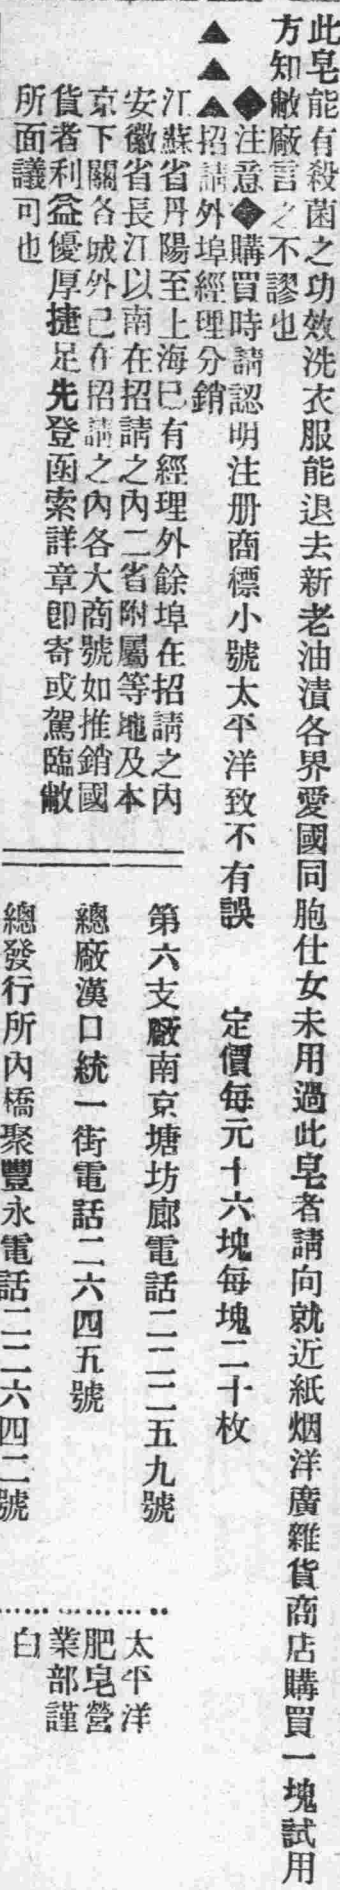 此皂能有殺菌之功效洗衣服能退去新老油漬各界愛國同胞仕女未用過此皂者請向就近紙烟洋廣雜貨商店購買一塊試用
方知敝廠言之不謬也
◆注意◆購買時請認明注册商標小號太平洋致不有誤　定價每元十六塊每塊二十枚
▲▲▲招請外埠經理分銷
江蘇省丹陽至上海已有經理外餘埠在招請之內
安徽省長江以南在招請之內二省附屬等地及本
京下關各城外已在招請之內各大商號如推銷國
貨者利益優厚捷足先登函索詳章卽寄或駕臨敝
所面議可也
第六支廠南京塘坊廊電話二二二五九號
總廠漢口統一街電話二六四五號
總發行所內橋聚豐永電話二二六四二號
太平洋
肥皂營
業部謹
白